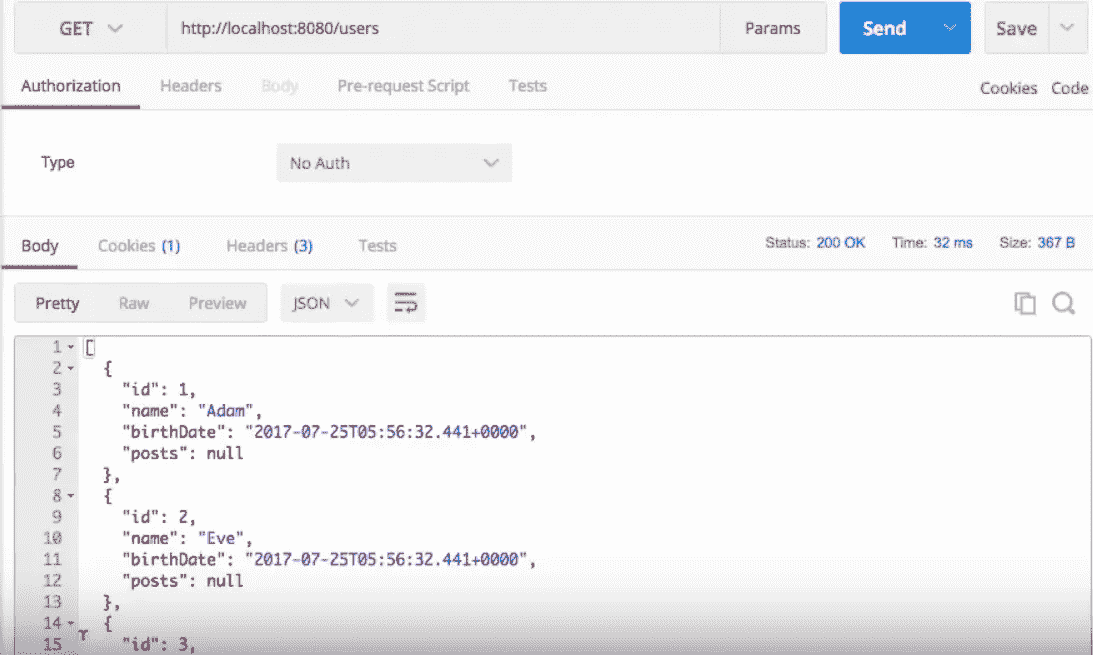 GET http://localhost:8080/users Params Send Save
Authorization Headers Body Pre-request Script Tests Cookies Code
Type No Auth
Body Cookies (1) Headers (3) Tests Status: 200 OK Time: 32 ms Size: 367 B
Pretty Raw Preview JSON
1 [
2 {
3 "id": 1,
4 "name": "Adam",
5 "birthDate": "2017-07-25T05:56:32.441+0000",
6 "posts": null
7 },
8 {
9 "id": 2,
10 "name": "Eve",
11 "birthDate": "2017-07-25T05:56:32.441+0000",
12 "posts": null
13 },
14 {
15 "id": 3,